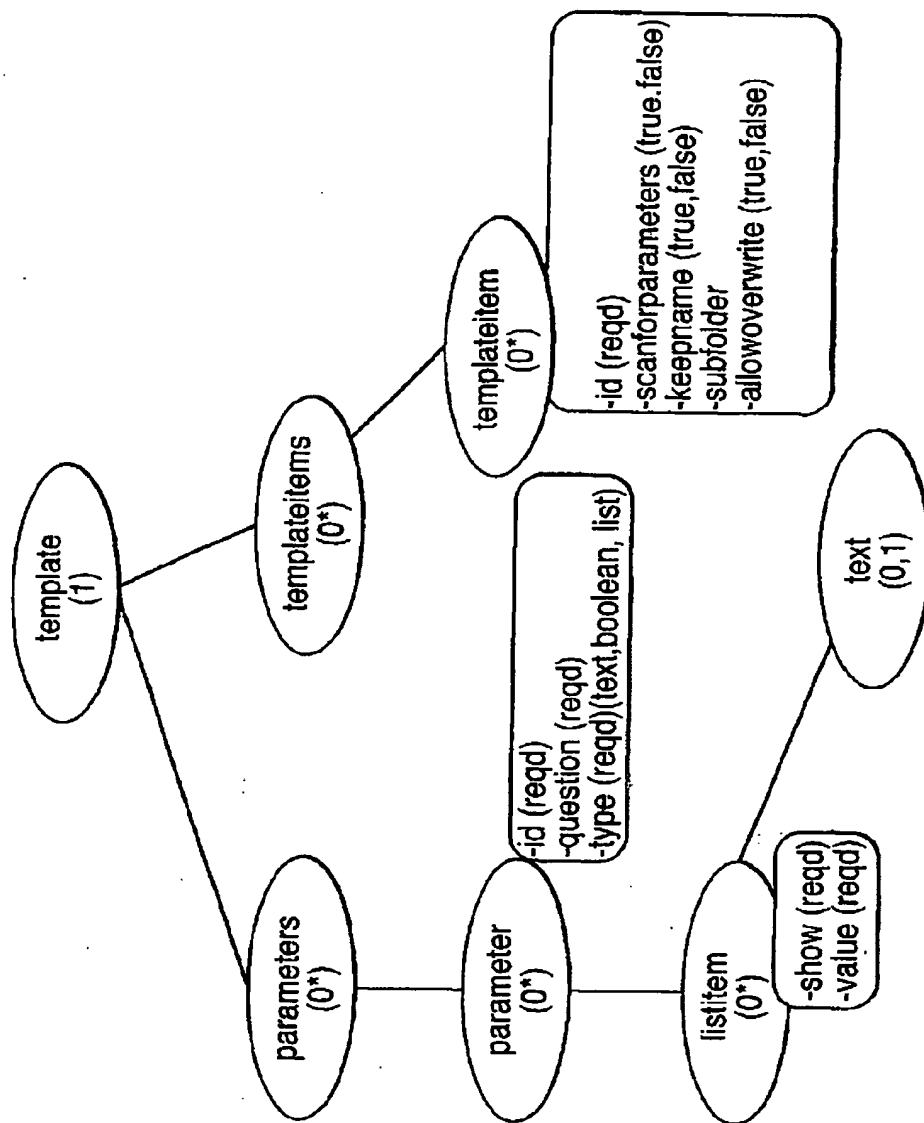 template
(1)
parameters
(0*)
templateitems
(0*)
parameter
(0*)
-id (reqd)
-question (reqd)
-type (reqd)(text,boolean, list)
templateitem
(0*)
-id (reqd)
-scanforparameters (true.false)
-keepname (true,false)
-subfolder
-allowoverwrite (true,false)
listitem
(0*)
-show (reqd)
-value (reqd)
text
(0,1)